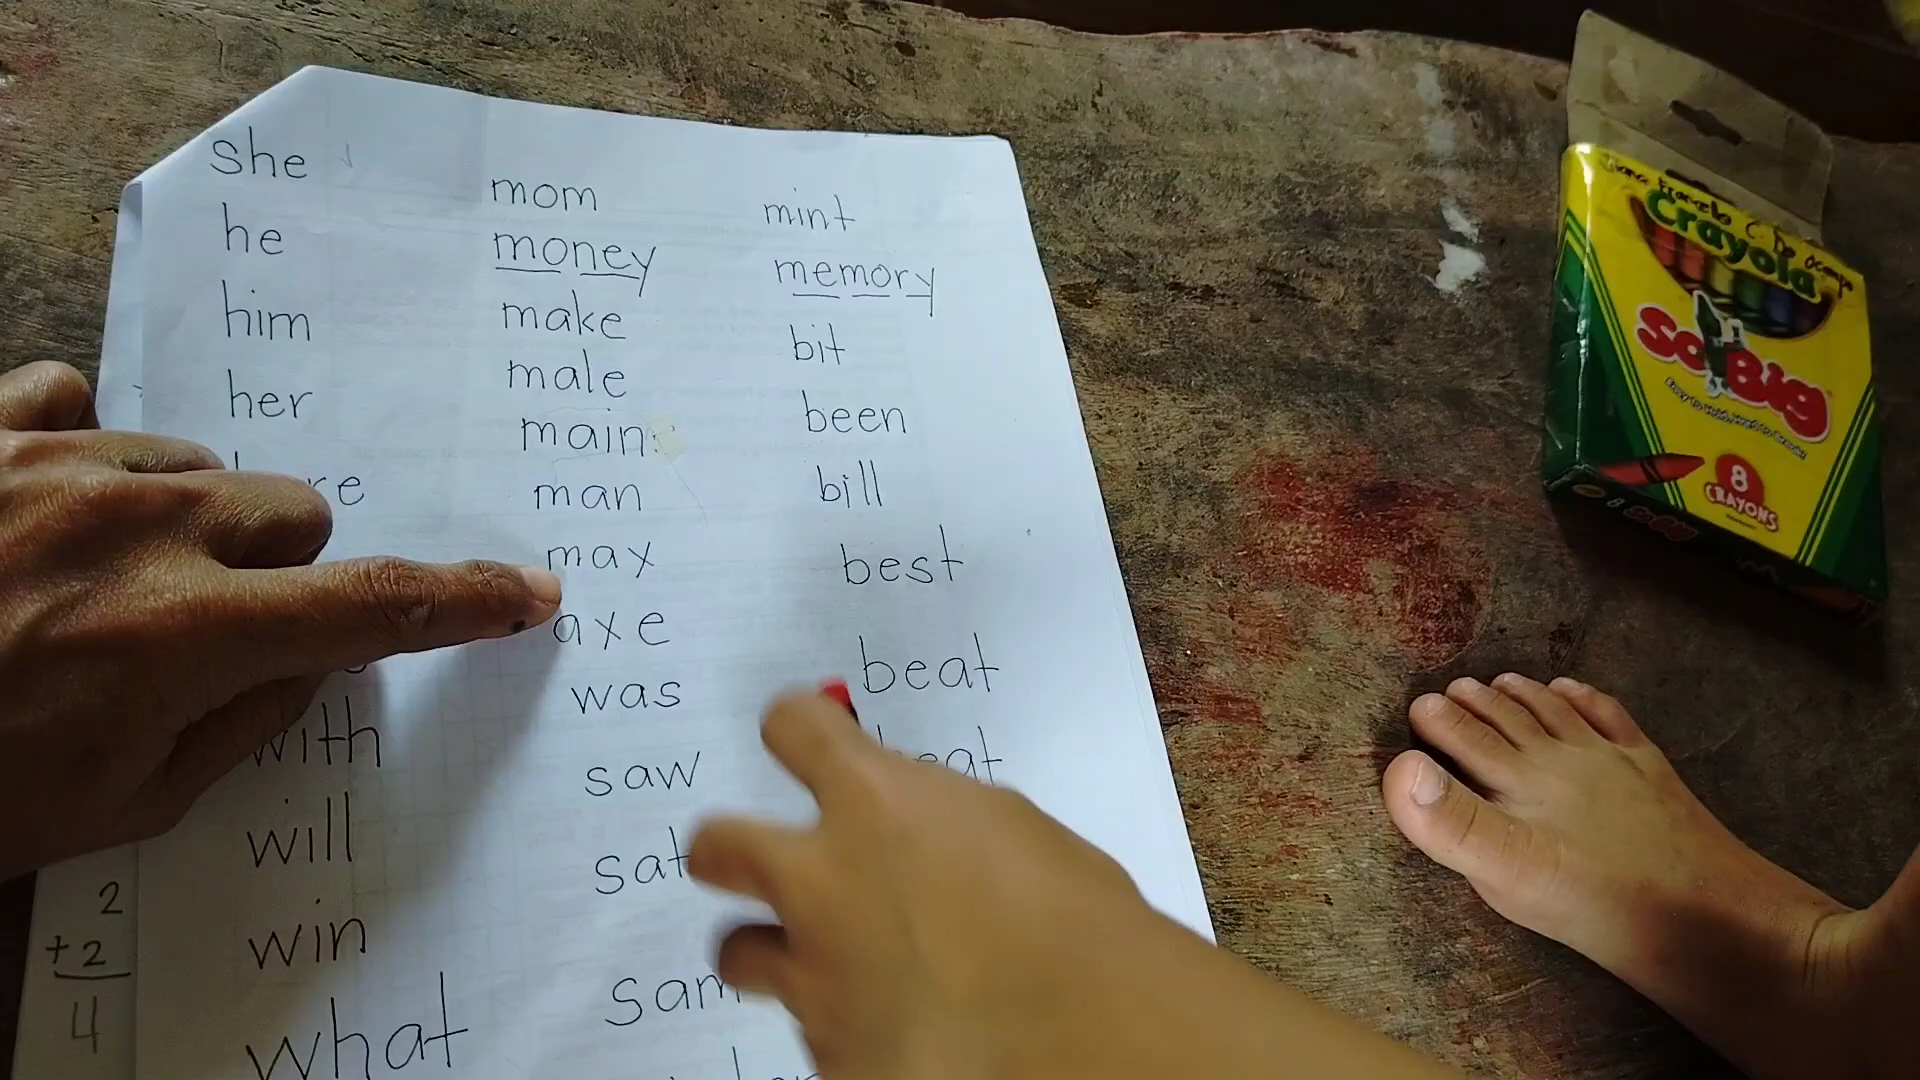 she
he
him
her
with
will
win
what
mom
money
make
male
main
man
max
axe
was
saw
sat
mint
memory
bit
been
bill
best
beat
2
+2
4
Crayola
So Big
8
CRAYONS